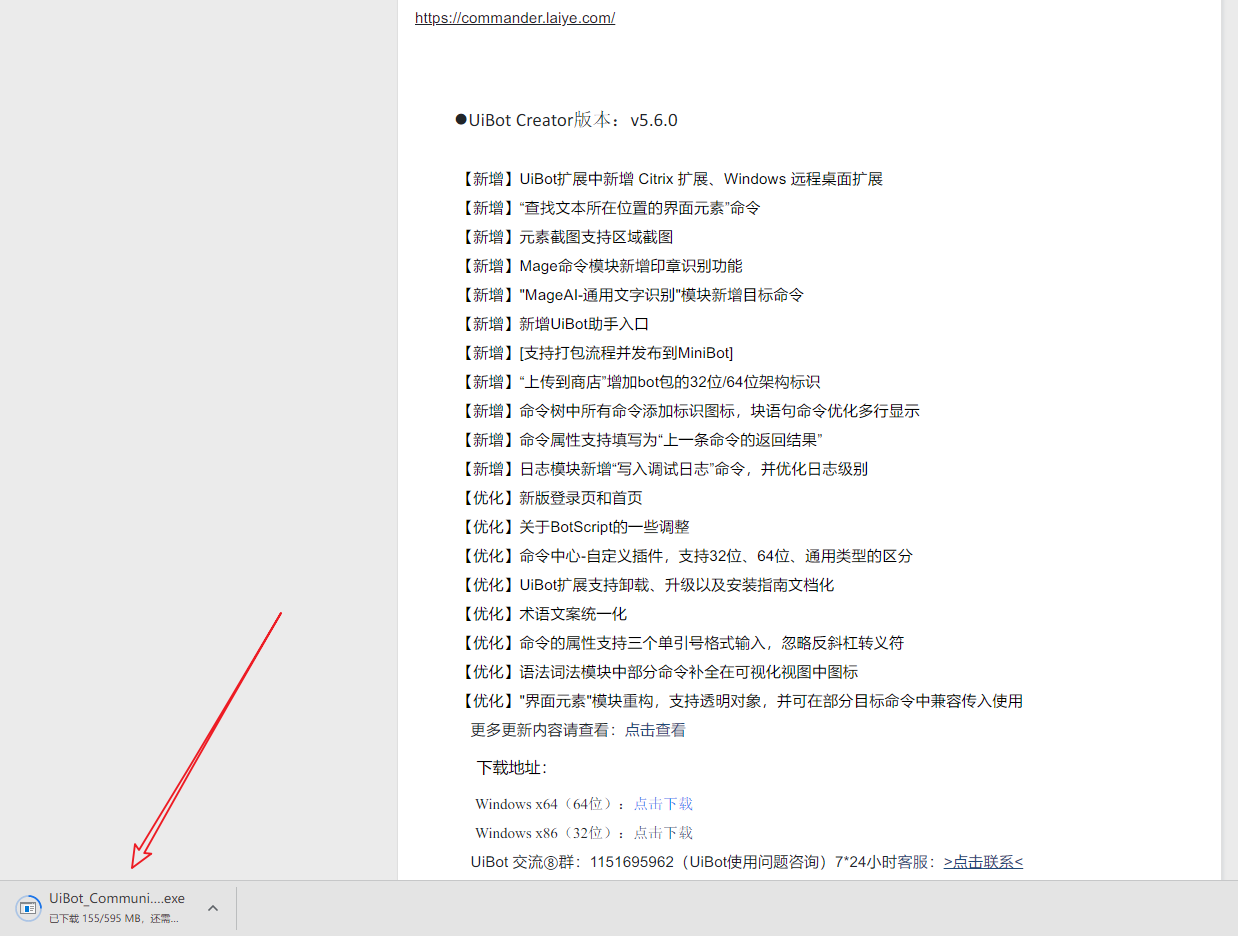 https://commander.laiye.com/
●UiBot Creator版本：v5.6.0
【新增】UiBot扩展中新增 Citrix 扩展、Windows 远程桌面扩展
【新增】“查找文本所在位置的界面元素”命令
【新增】元素截图支持区域截图
【新增】Mage命令模块新增印章识别功能
【新增】"MageAI-通用文字识别"模块新增目标命令
【新增】新增UiBot助手入口
【新增】[支持打包流程并发布到MiniBot]
【新增】“上传到商店”增加bot包的32位/64位架构标识
【新增】命令树中所有命令添加标识图标，块语句命令优化多行显示
【新增】命令属性支持填写为“上一条命令的返回结果”
【新增】日志模块新增“写入调试日志”命令，并优化日志级别
【优化】新版登录页和首页
【优化】关于BotScript的一些调整
【优化】命令中心-自定义插件，支持32位、64位、通用类型的区分
【优化】UiBot扩展支持卸载、升级以及安装指南文档化
【优化】术语文案统一化
【优化】命令的属性支持三个单引号格式输入，忽略反斜杠转义符
【优化】语法词法模块中部分命令补全在可视化视图中图标
【优化】"界面元素"模块重构，支持透明对象，并可在部分目标命令中兼容传入使用
更多更新内容请查看：点击查看
下载地址：
Windows x64（64位）：点击下载
Windows x86（32位）：点击下载
UiBot 交流⑧群：1151695962（UiBot使用问题咨询）7*24小时客服：>点击联系<
UiBot_Communi....exe
已下载 155/595 MB，还需...